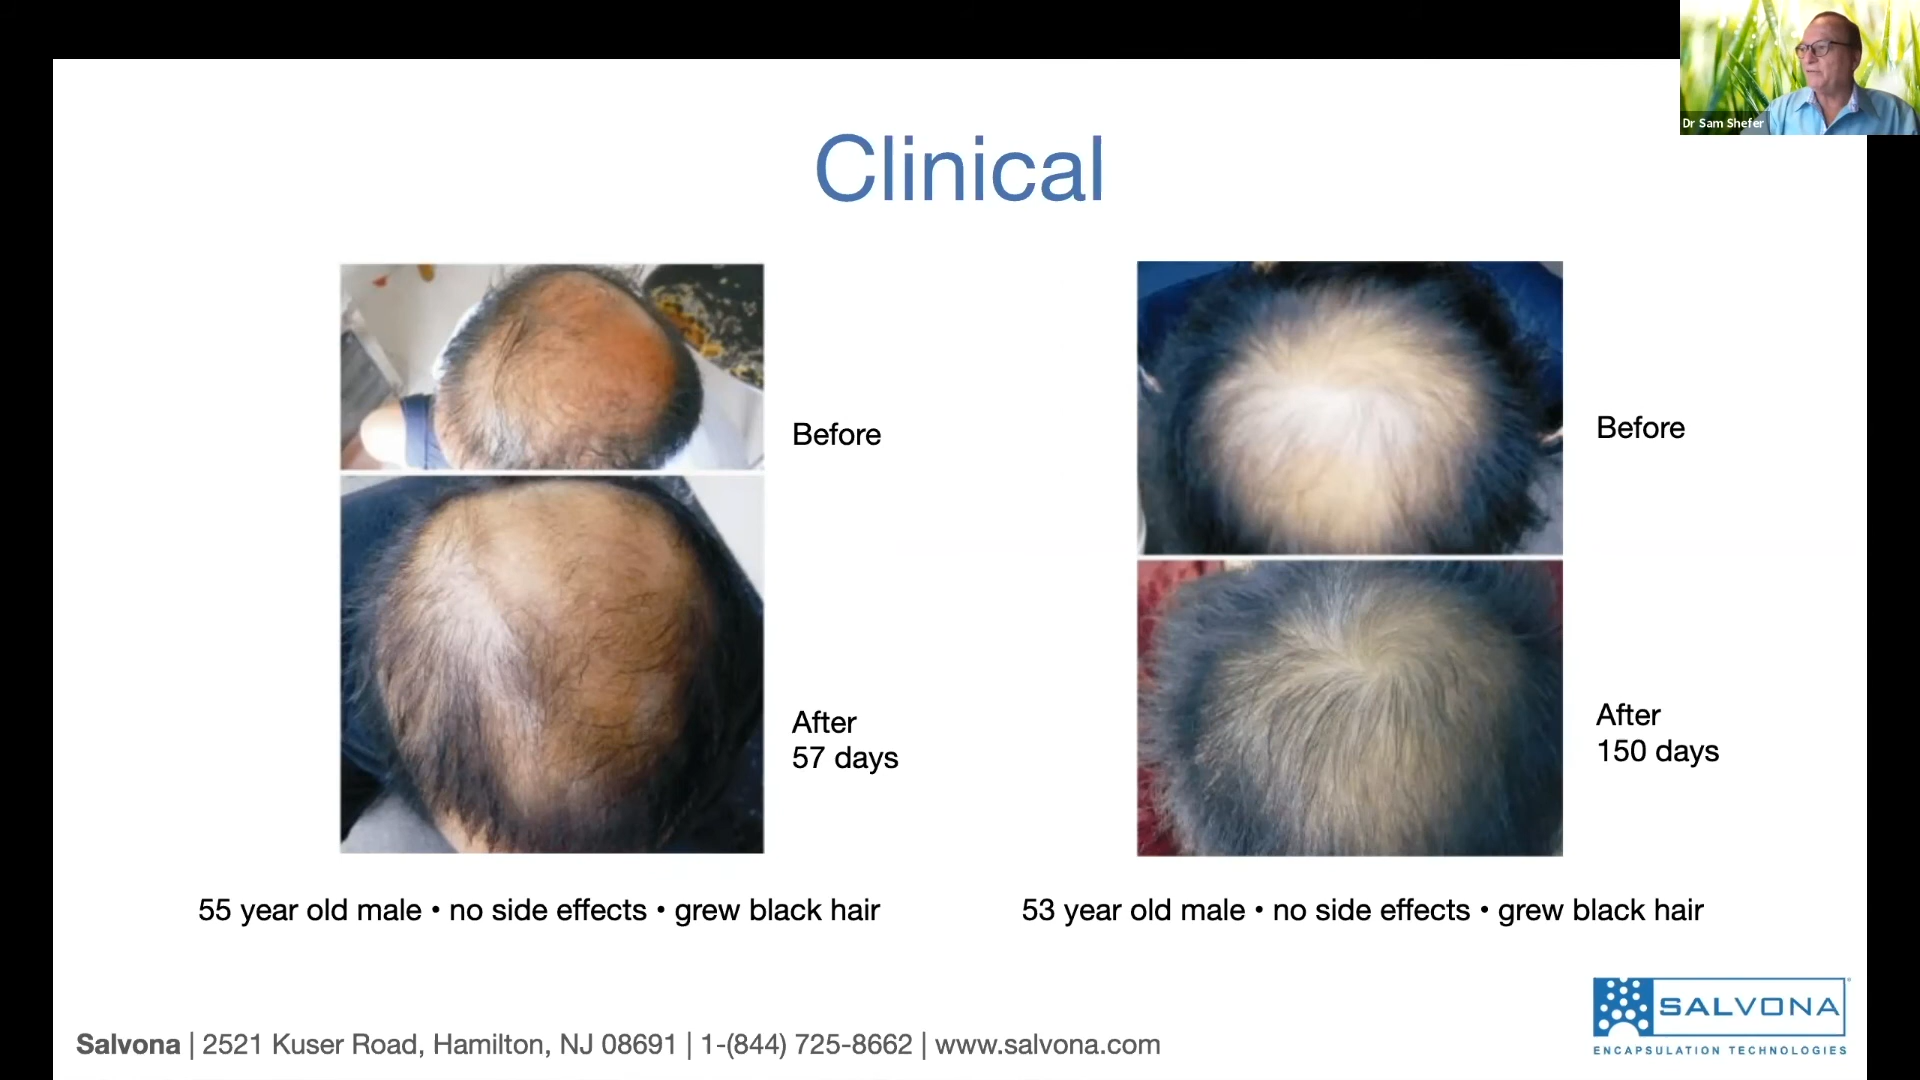 Dr Sam Shefer
Clinical
Before
After
57 days
55 year old male • no side effects • grew black hair
Before
After
150 days
53 year old male • no side effects • grew black hair
SALVONA
ENCAPSULATION TECHNOLOGIES
Salvona | 2521 Kuser Road, Hamilton, NJ 08691 | 1-(844) 725-8662 | www.salvona.com